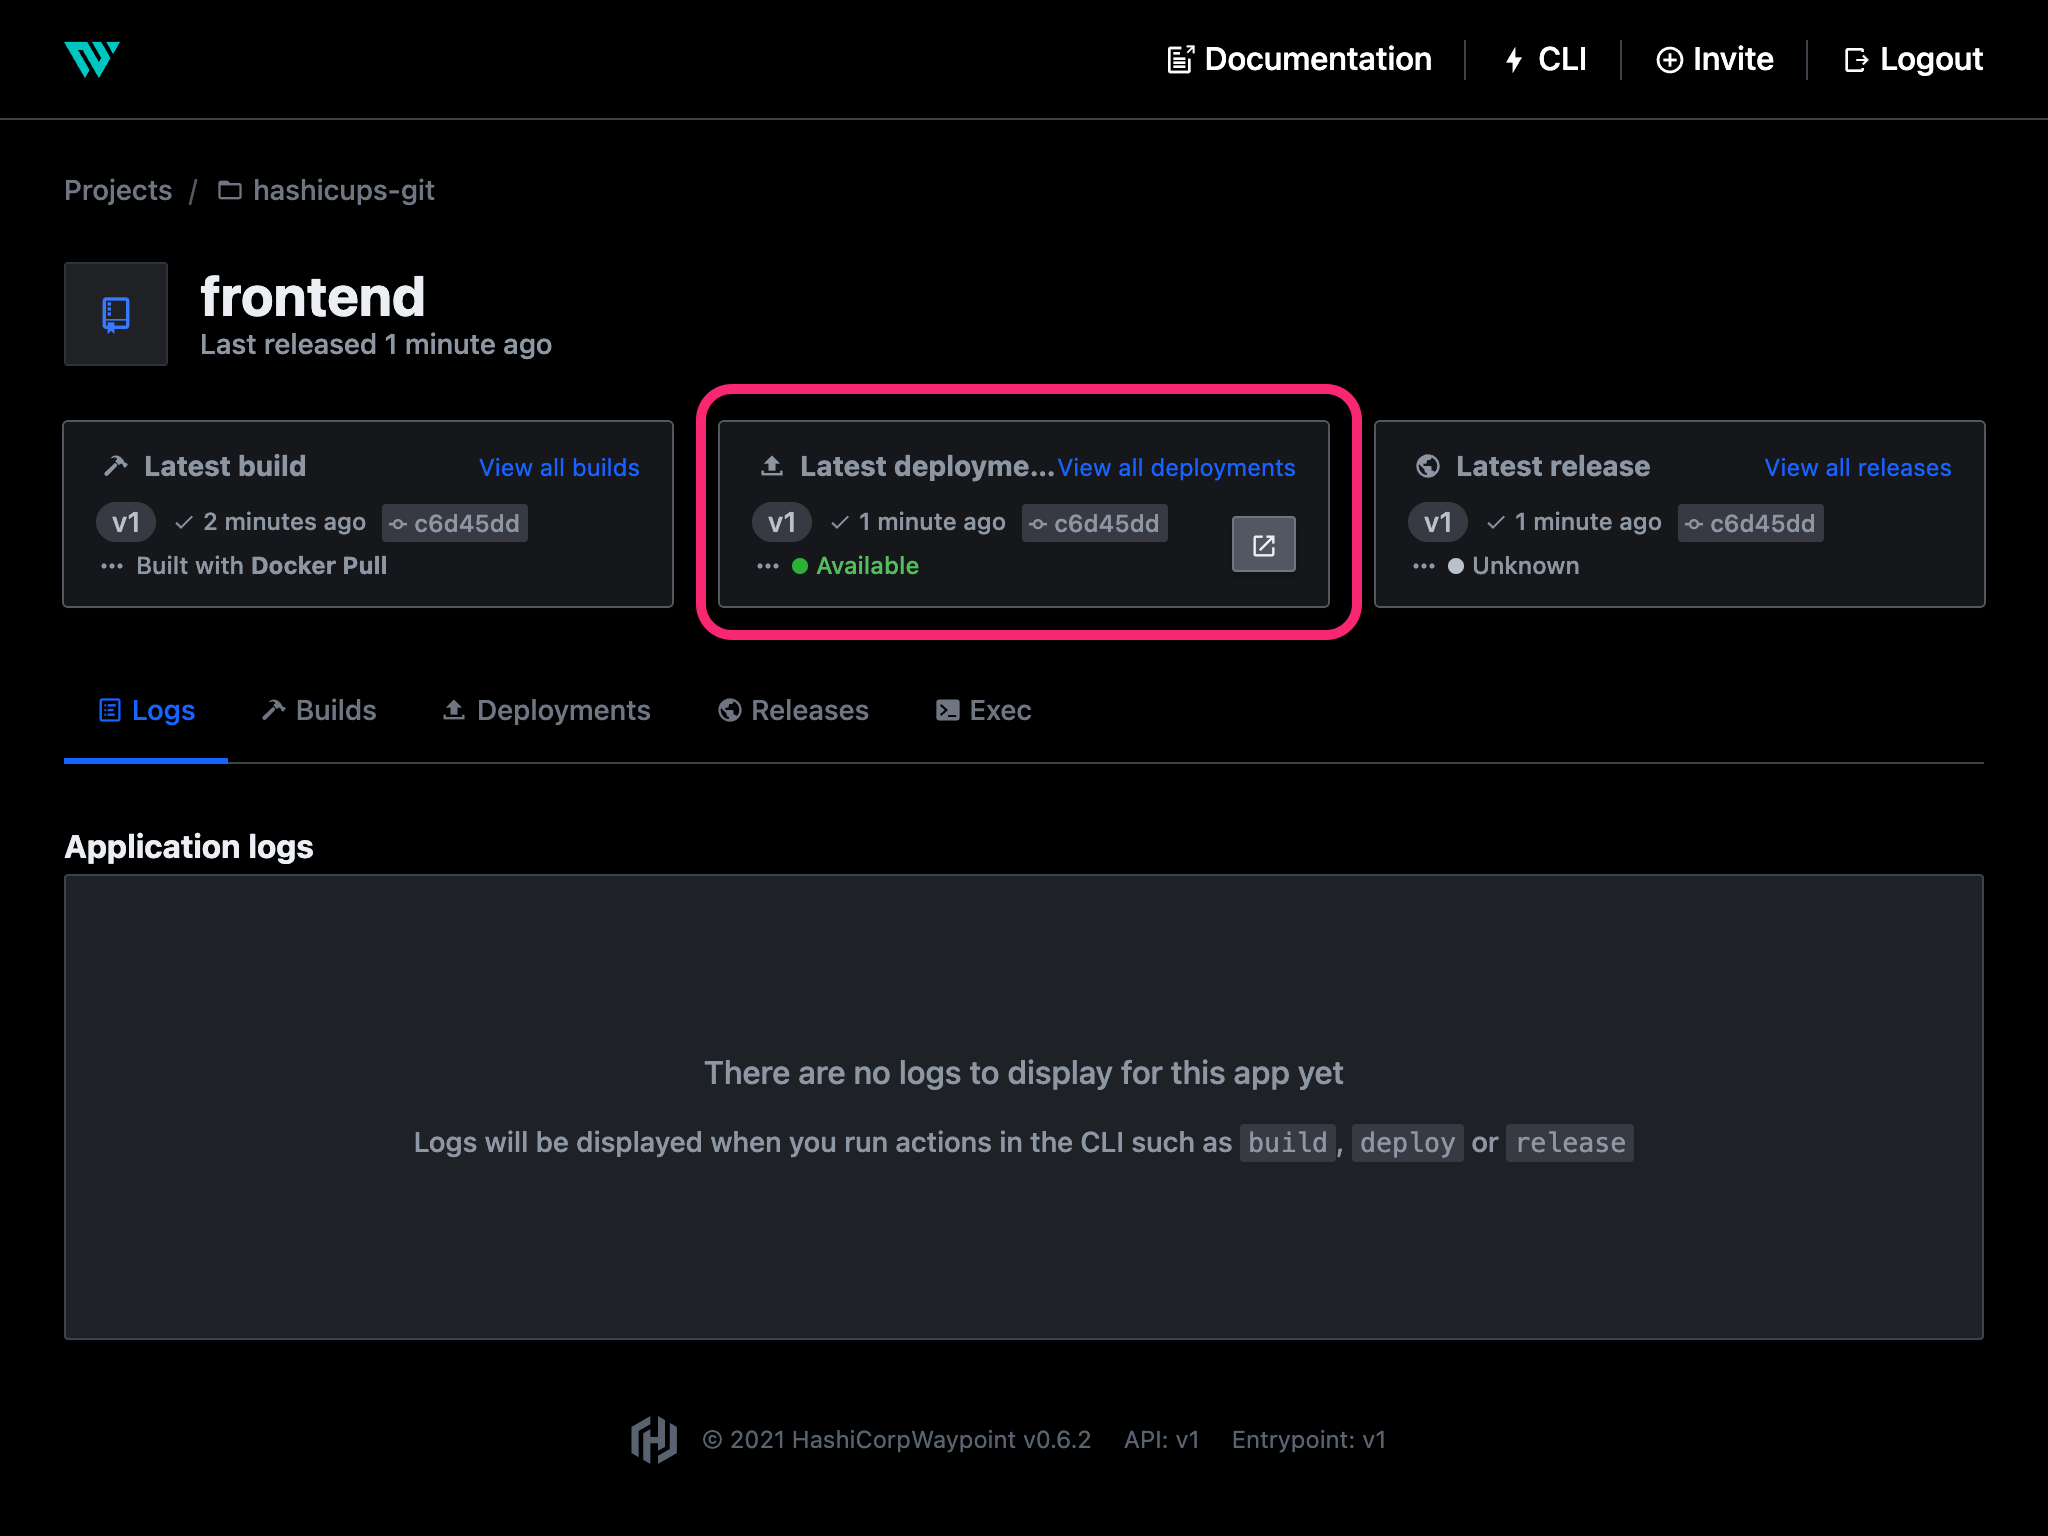 Documentation CLI Invite Logout
Projects / hashicups-git
frontend
Last released 1 minute ago
Latest build View all builds
v1 2 minutes ago c6d45dd
Built with Docker Pull
Latest deployme... View all deployments
v1 1 minute ago c6d45dd
Available
Latest release View all releases
v1 1 minute ago c6d45dd
Unknown
Logs Builds Deployments Releases Exec
Application logs
There are no logs to display for this app yet
Logs will be displayed when you run actions in the CLI such as build, deploy or release
© 2021 HashiCorpWaypoint v0.6.2 API: v1 Entrypoint: v1